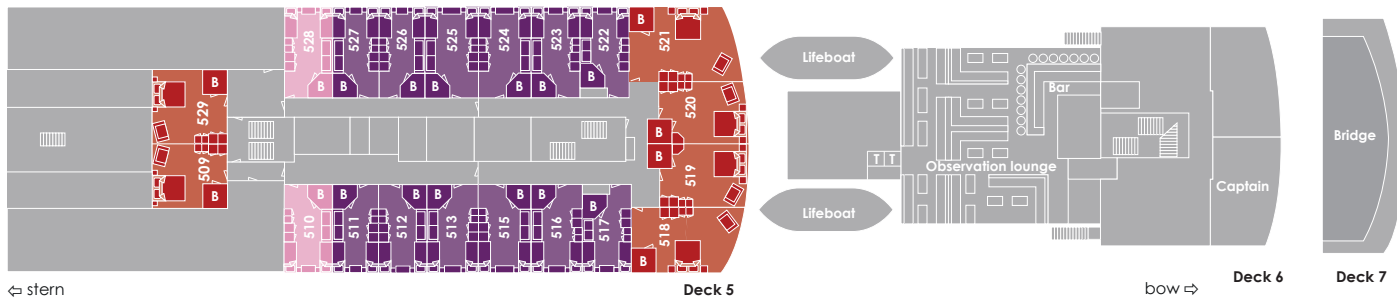 528 527 526 525 524 523 522 521
B B B B B B B B
529 B
520 B
509 B
519 B
510 511 512 513 515 516 517 518
B B B B B B B B
Lifeboat
Lifeboat
Bar
T T
Observation lounge
Captain
Bridge
⇦ stern
Deck 5
bow ⇨
Deck 6
Deck 7